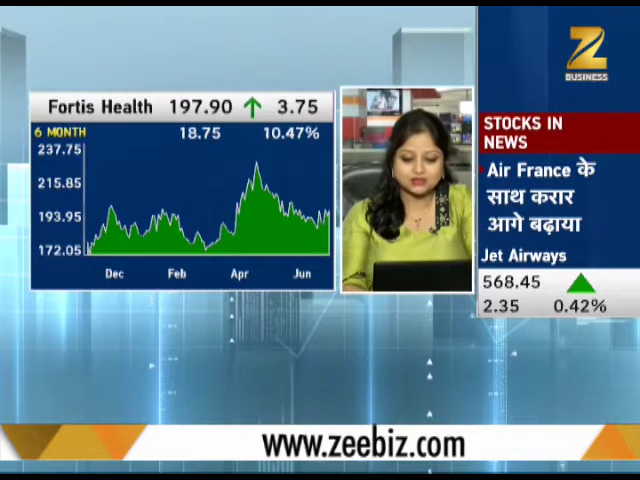 Fortis Health 197.90 3.75
6 MONTH 18.75 10.47%
237.75
215.85
193.95
172.05
Dec Feb Apr Jun
Z
BUSINESS
STOCKS IN
NEWS
Air France के
साथ करार
आगे बढ़ाया
Jet Airways
568.45
2.35 0.42%
www.zeebiz.com